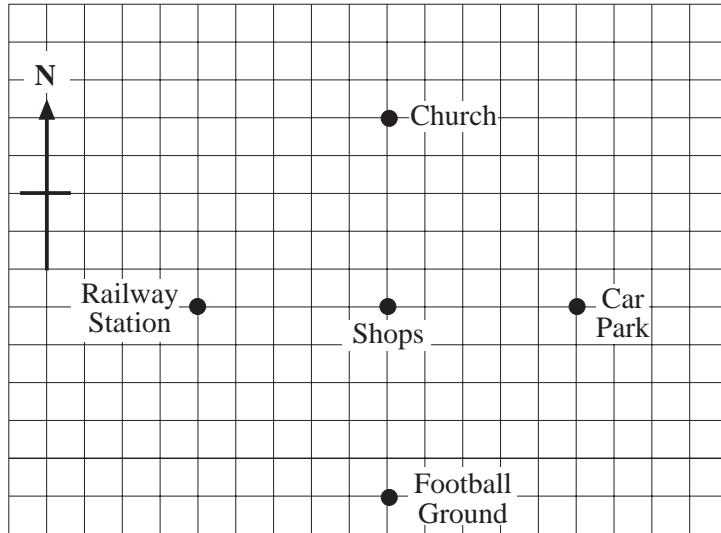 N
Church
Railway
Station
Shops
Car
Park
Football
Ground